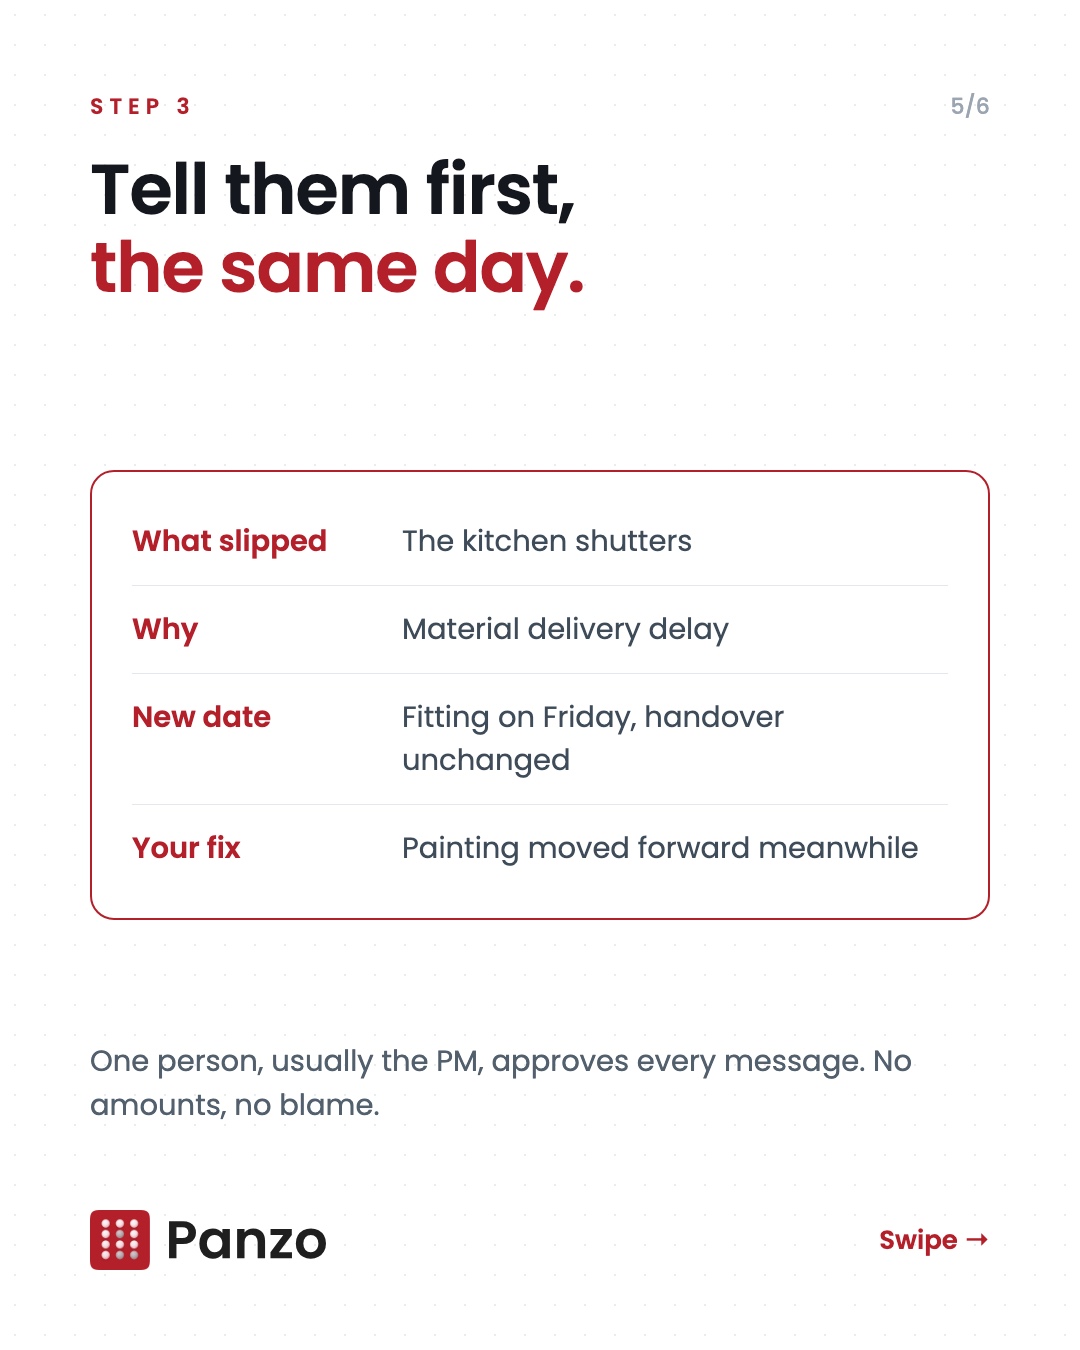 STEP 3
5/6
Tell them first,
the same day.
What slipped
The kitchen shutters
Why
Material delivery delay
New date
Fitting on Friday, handover
unchanged
Your fix
Painting moved forward meanwhile
One person, usually the PM, approves every message. No
amounts, no blame.
Panzo
Swipe →